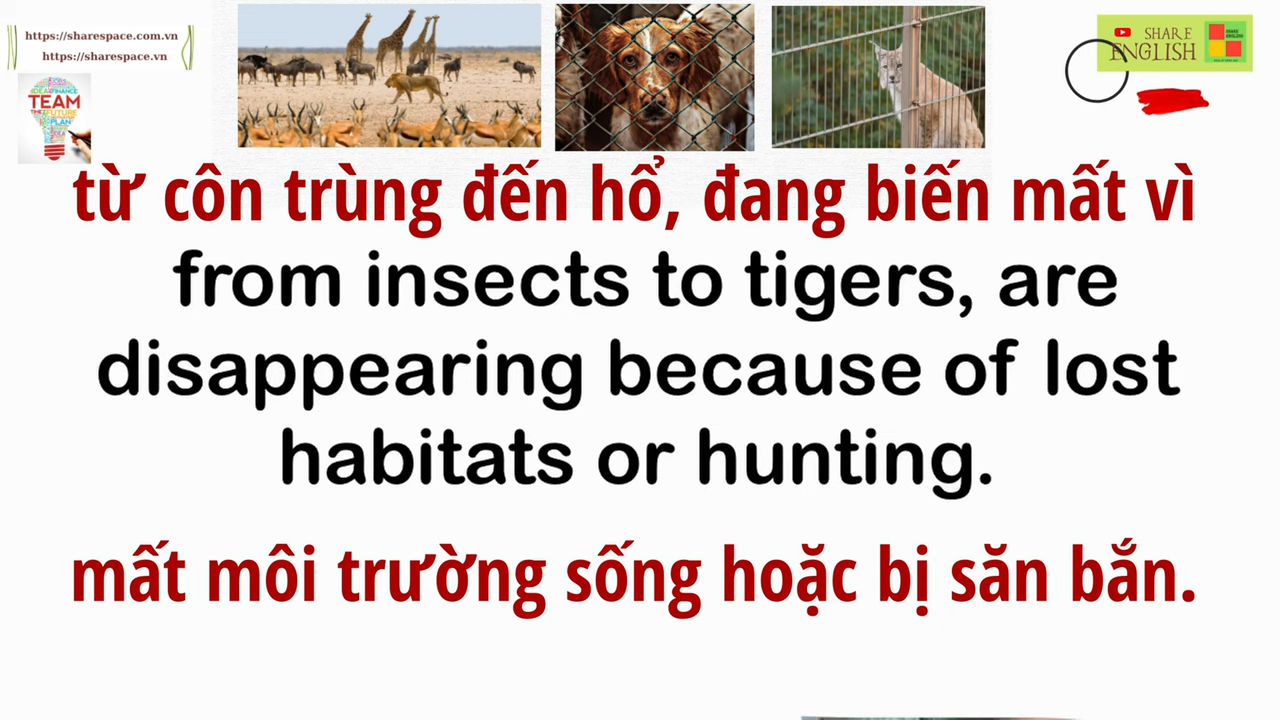 https://sharespace.com.vn
https://sharespace.vn
SHARE
ENGLISH
TEAM
FUTURE
PLAN
từ côn trùng đến hổ, đang biến mất vì
from insects to tigers, are
disappearing because of lost
habitats or hunting.
mất môi trường sống hoặc bị săn bắn.